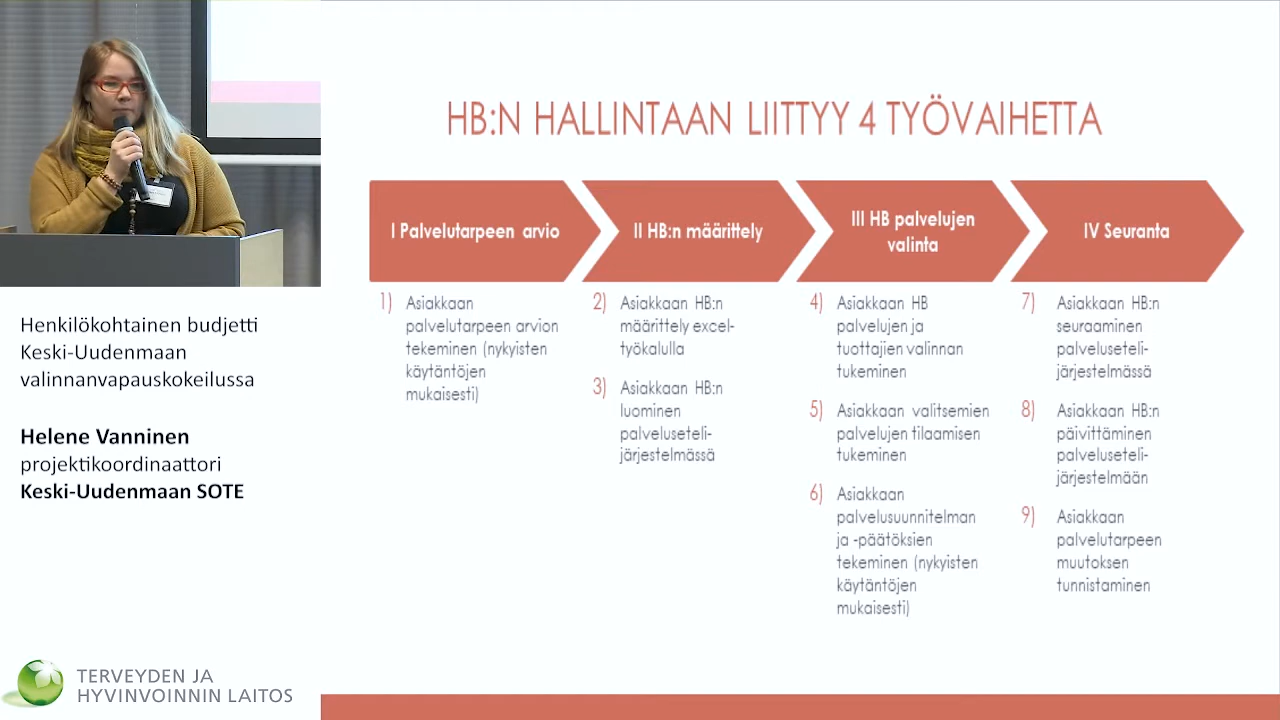 HB:N HALLINTAAN LIITTYY 4 TYÖVAIHETTA
I Palvelutarpeen arvio
1) Asiakkaan
palvelutarpeen arvion
tekeminen (nykyisten
käytäntöjen
mukaisesti)
II HB:n määrittely
2) Asiakkaan HB:n
määrittely excel-
työkalulla
3) Asiakkaan HB:n
luominen
palveluseteli-
järjestelmässä
III HB palvelujen
valinta
4) Asiakkaan HB
palvelujen ja
tuottajien valinnan
tukeminen
5) Asiakkaan valitsemien
palvelujen tilaamisen
tukeminen
6) Asiakkaan
palvelusuunnitelman
ja -päätöksien
tekeminen (nykyisten
käytäntöjen
mukaisesti)
IV Seuranta
7) Asiakkaan HB:n
seuraaminen
palveluseteli-
järjestelmässä
8) Asiakkaan HB:n
päivittäminen
palveluseteli-
järjestelmään
9) Asiakkaan
palvelutarpeen
muutoksen
tunnistaminen
Henkilökohtainen budjetti
Keski-Uudenmaan
valinnanvapauskokeilussa
Helene Vanninen
projektikoordinaattori
Keski-Uudenmaan SOTE
TERVEYDEN JA
HYVINVOINNIN LAITOS